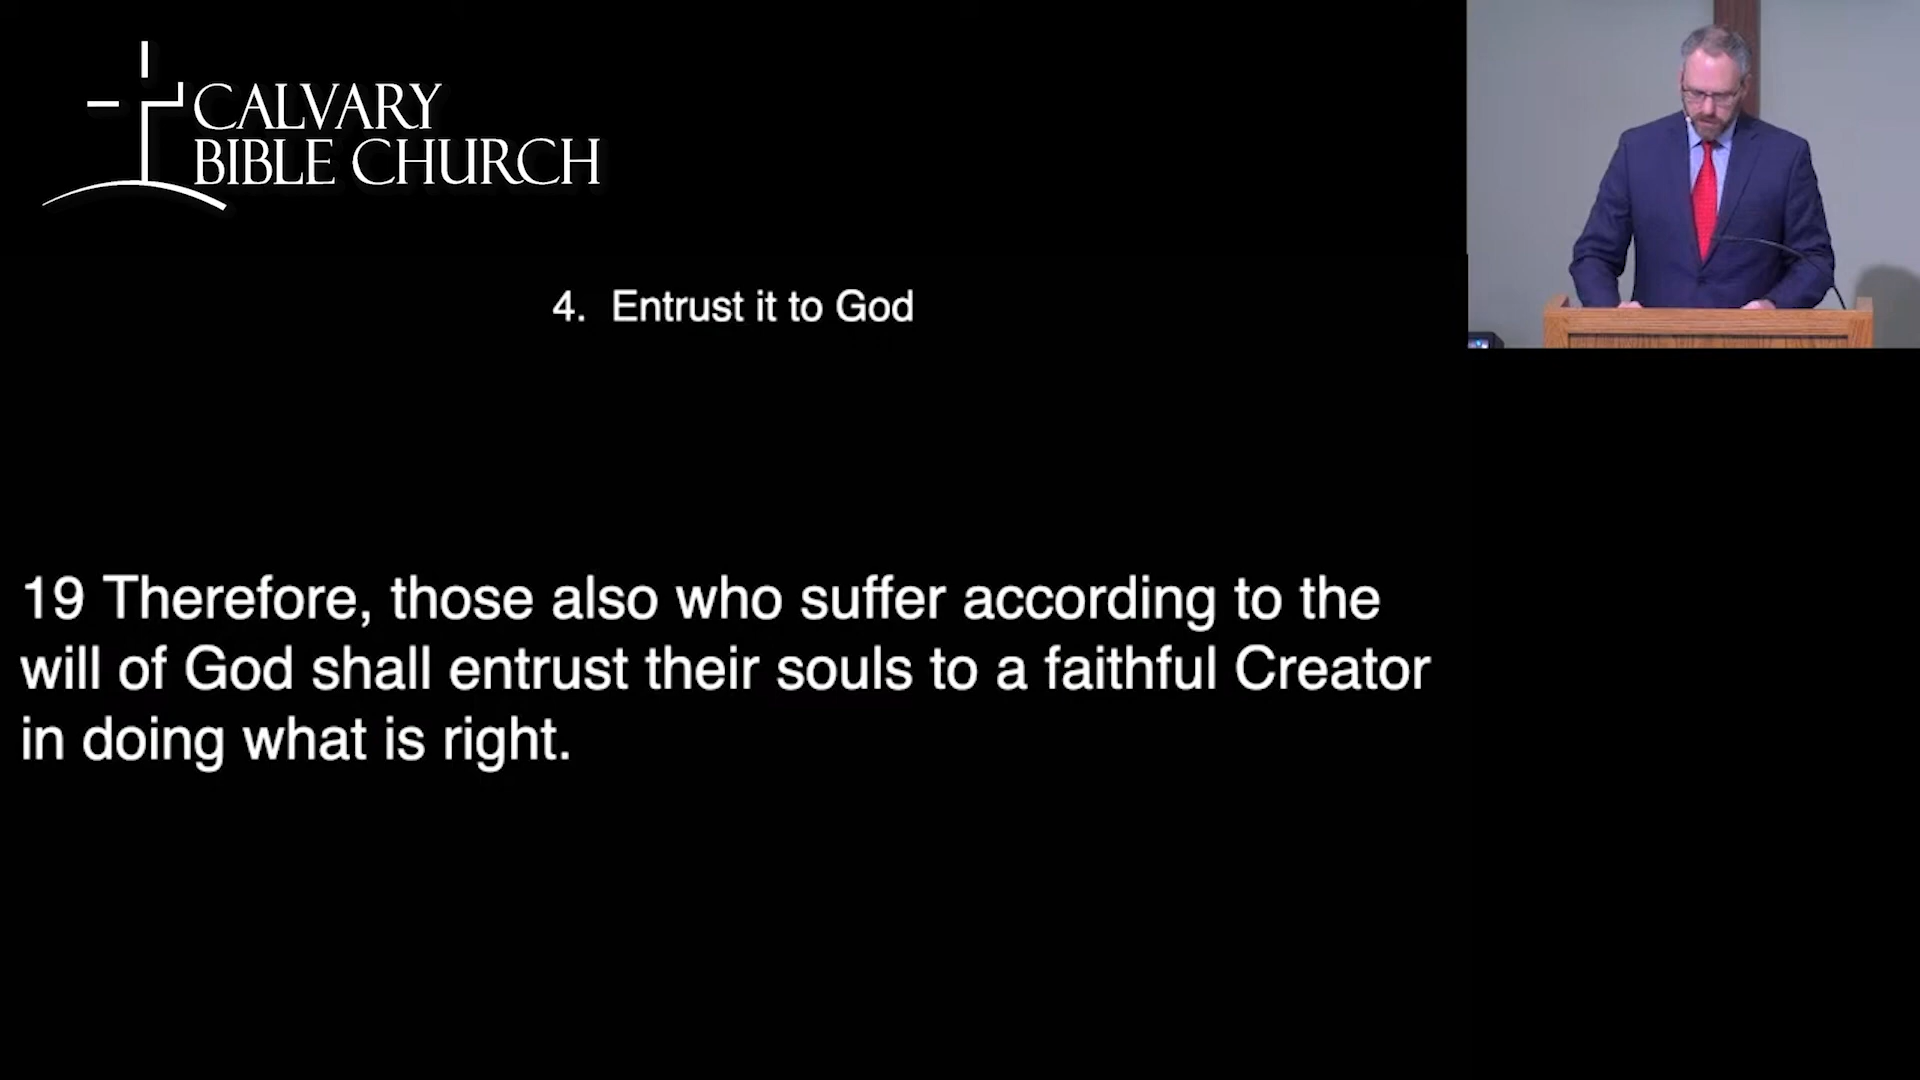 CALVARY
BIBLE CHURCH
4. Entrust it to God
19 Therefore, those also who suffer according to the
will of God shall entrust their souls to a faithful Creator
in doing what is right.